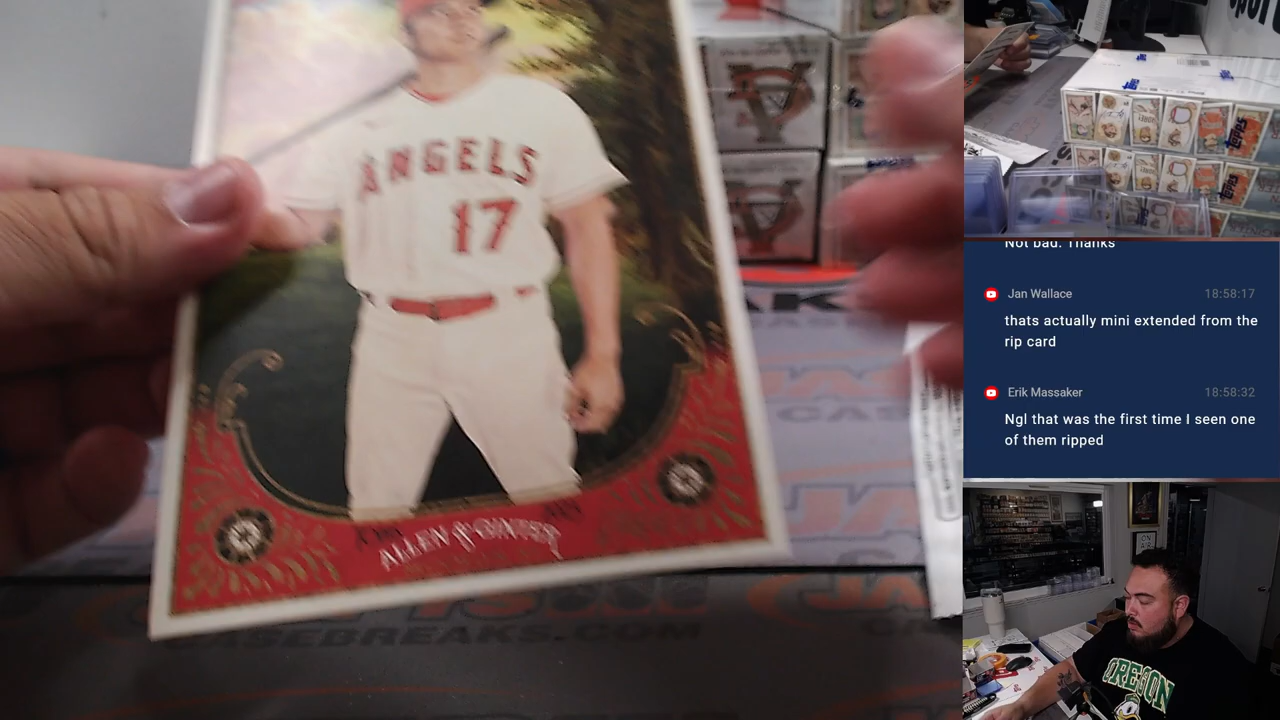 ANGELS
17
ALLEN & GINTER
CASEBREAKS.COM
TOPPS
Not bad. Thanks
Jan Wallace 18:58:17
thats actually mini extended from the
rip card
Erik Massaker 18:58:32
Ngl that was the first time I seen one
of them ripped
OREGON